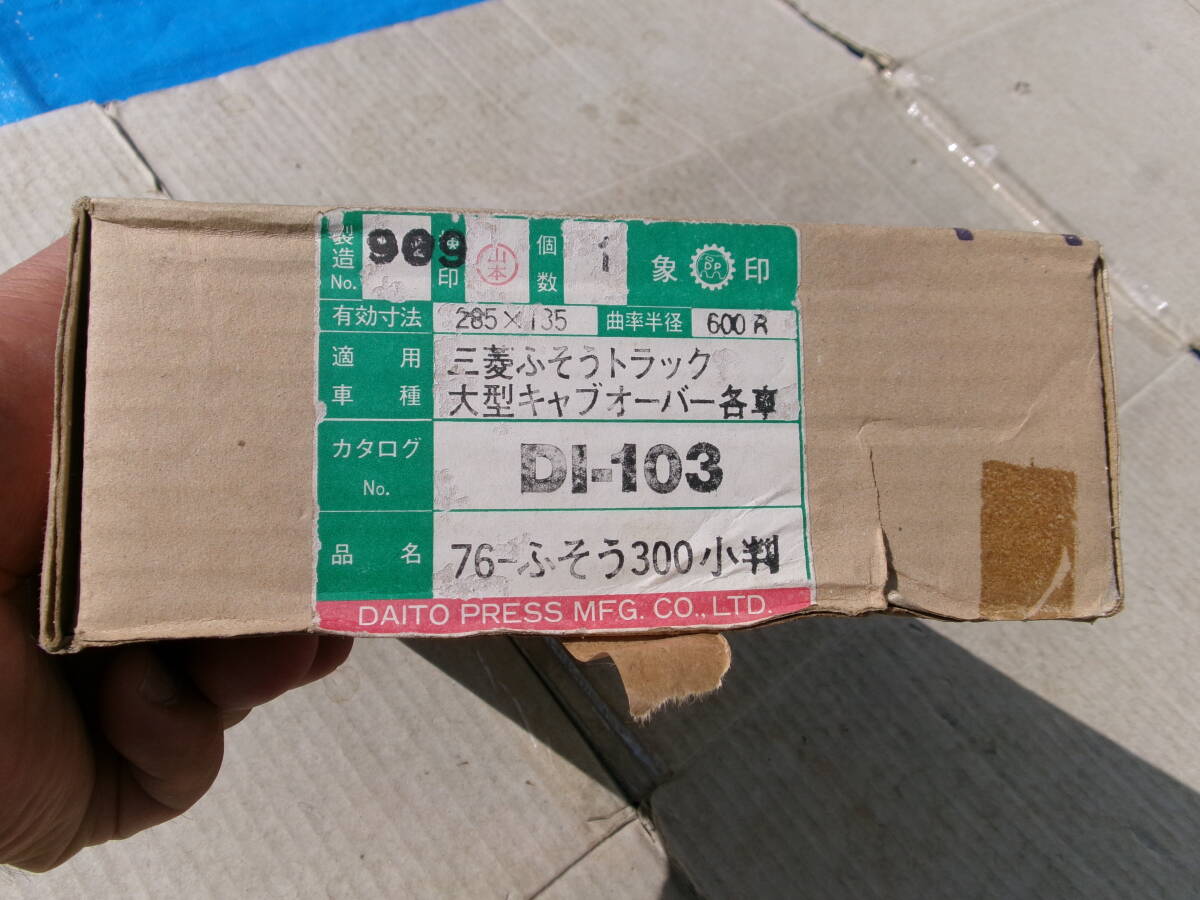 製造No. 909 検印 山本 個数 1 象 SDP 印
有効寸法 285×135 曲率半径 600R
適用車種 三菱ふそうトラック
大型キャブオーバー各車
カタログNo. DI-103
品名 76-ふそう300小判
DAITO PRESS MFG. CO., LTD.